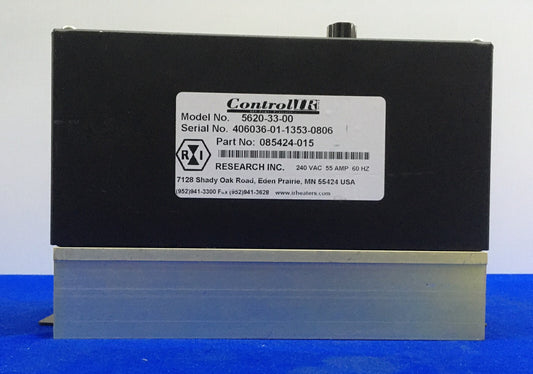 ControlIR
Model No. 5620-33-00
Serial No. 406036-01-1353-0806
Part No: 085424-015
R I
RESEARCH INC. 240 VAC 55 AMP 60 HZ
7128 Shady Oak Road, Eden Prairie, MN 55424 USA
(952)941-3300 Fax (952)941-3628 www.irheaters.com